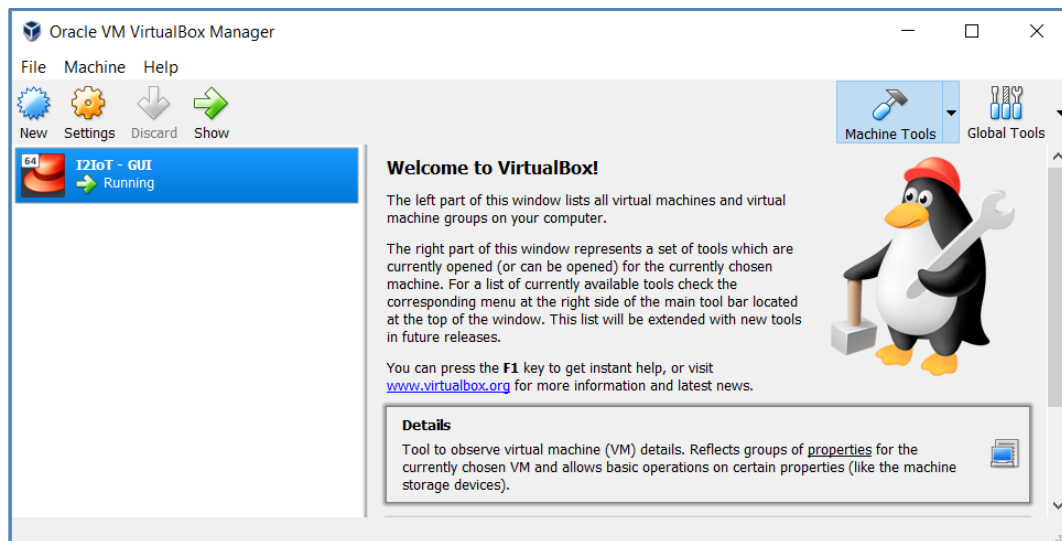 Oracle VM VirtualBox Manager
File Machine Help
New Settings Discard Show
Machine Tools Global Tools
64
I2IoT - GUI
Running
Welcome to VirtualBox!
The left part of this window lists all virtual machines and virtual
machine groups on your computer.
The right part of this window represents a set of tools which are
currently opened (or can be opened) for the currently chosen
machine. For a list of currently available tools check the
corresponding menu at the right side of the main tool bar located
at the top of the window. This list will be extended with new tools
in future releases.
You can press the F1 key to get instant help, or visit
www.virtualbox.org for more information and latest news.
Details
Tool to observe virtual machine (VM) details. Reflects groups of properties for the
currently chosen VM and allows basic operations on certain properties (like the machine
storage devices).